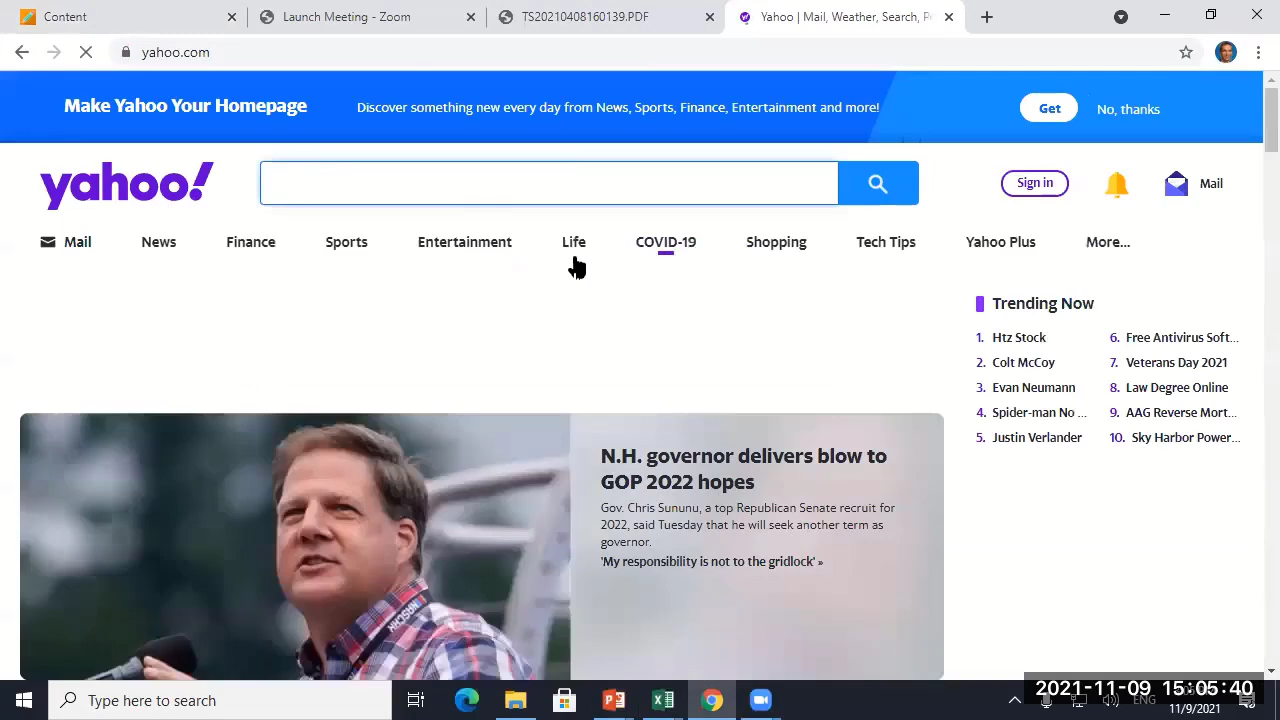 Content
Launch Meeting - Zoom
TS20210408160139.PDF
Yahoo | Mail, Weather, Search, P
yahoo.com
Make Yahoo Your Homepage
Discover something new every day from News, Sports, Finance, Entertainment and more!
Get
No, thanks
yahoo!
Sign in
Mail
Mail
News
Finance
Sports
Entertainment
Life
COVID-19
Shopping
Tech Tips
Yahoo Plus
More...
Trending Now
1. Htz Stock
2. Colt McCoy
3. Evan Neumann
4. Spider-man No ...
5. Justin Verlander
6. Free Antivirus Soft...
7. Veterans Day 2021
8. Law Degree Online
9. AAG Reverse Mort...
10. Sky Harbor Power...
N.H. governor delivers blow to
GOP 2022 hopes
Gov. Chris Sununu, a top Republican Senate recruit for
2022, said Tuesday that he will seek another term as
governor.
'My responsibility is not to the gridlock' »
Type here to search
2021-11-09 15:05:40
ENG
11/9/2021